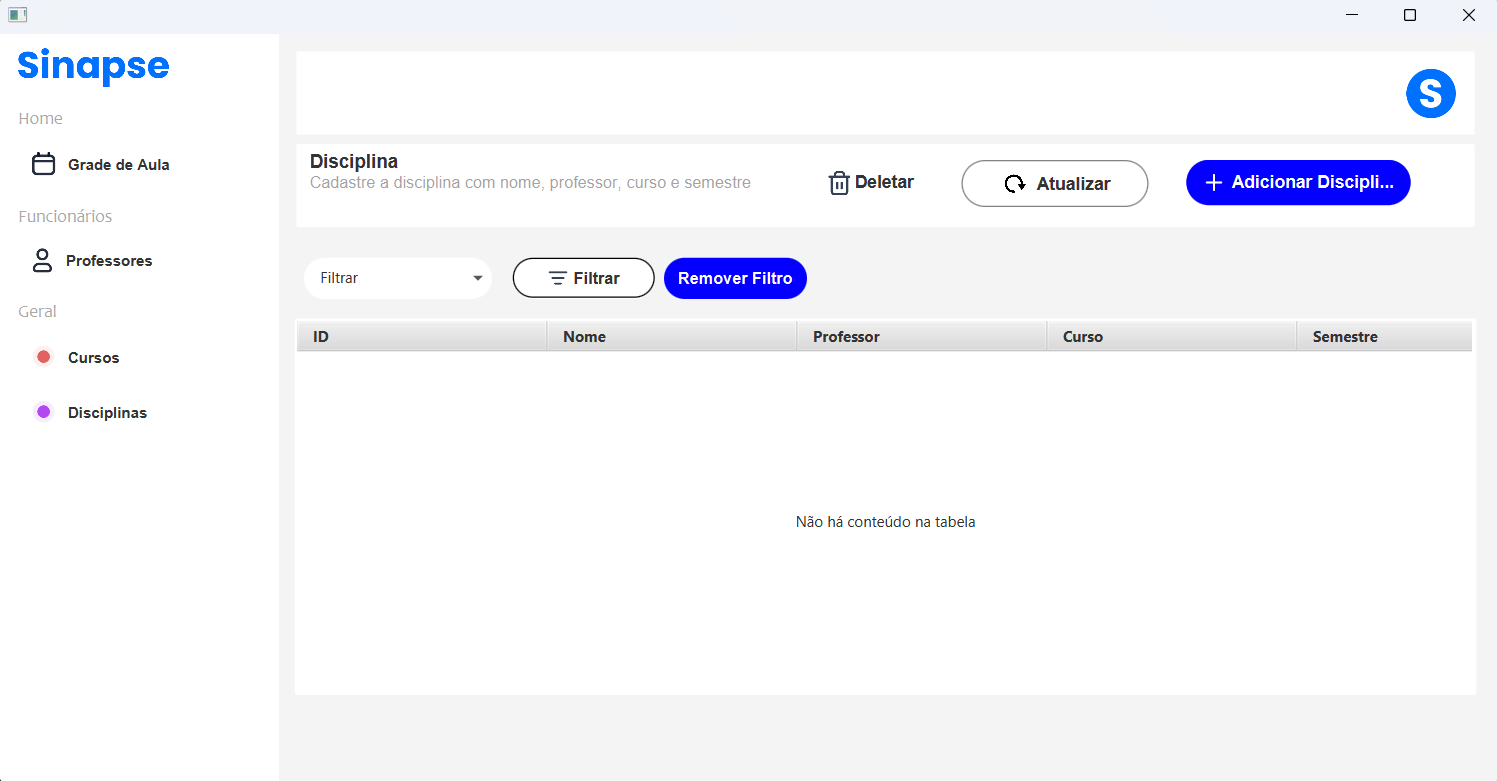 Sinapse
Home
Grade de Aula
Funcionários
Professores
Geral
Cursos
Disciplinas
S
Disciplina
Cadastre a disciplina com nome, professor, curso e semestre
Deletar
Atualizar
Adicionar Discipli...
Filtrar
Filtrar
Remover Filtro
ID Nome Professor Curso Semestre
Não há conteúdo na tabela